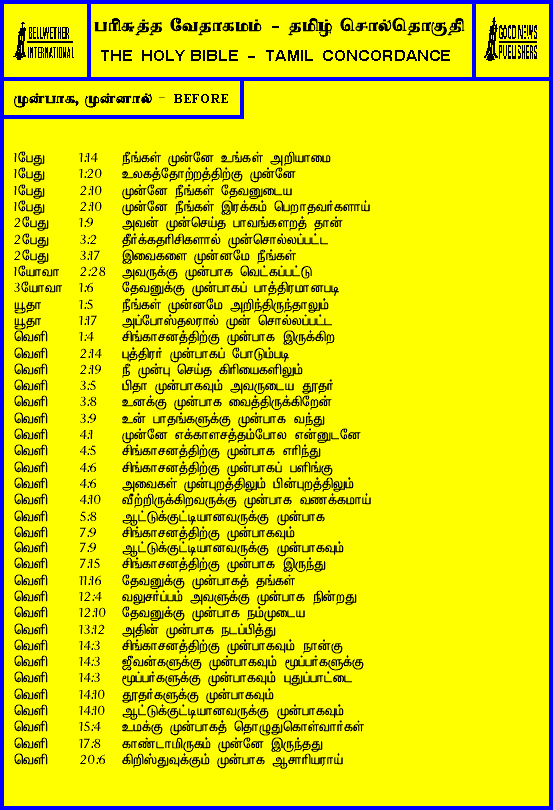 BELLWETHER
INTERNATIONAL
பரிசுத்த வேதாகமம் - தமிழ் சொல்தொகுதி
THE HOLY BIBLE - TAMIL CONCORDANCE
GOOD NEWS
PUBLISHERS
முன்பாக, முன்னால் - BEFORE
1பேது 1:14 நீங்கள் முன்னே உங்கள் அறியாமை
1பேது 1:20 உலகத்தோற்றத்திற்கு முன்னே
1பேது 2:10 முன்னே நீங்கள் தேவனுடைய
1பேது 2:10 முன்னே நீங்கள் இரக்கம் பெறாதவர்களாய்
2பேது 1:9 அவன் முன்செய்த பாவங்களறத் தான்
2பேது 3:2 தீர்க்கதரிசிகளால் முன்சொல்லப்பட்ட
2பேது 3:17 இவைகளை முன்னமே நீங்கள்
1யோவா 2:28 அவருக்கு முன்பாக வெட்கப்பட்டு
3யோவா 1:6 தேவனுக்கு முன்பாகப் பாத்திரமானபடி
யூதா 1:5 நீங்கள் முன்னமே அறிந்திருந்தாலும்
யூதா 1:17 அப்போஸ்தலரால் முன் சொல்லப்பட்ட
வெளி 1:4 சிங்காசனத்திற்கு முன்பாக இருக்கிற
வெளி 2:14 புத்திரர் முன்பாகப் போடும்படி
வெளி 2:19 நீ முன்பு செய்த கிரியைகளிலும்
வெளி 3:5 பிதா முன்பாகவும் அவருடைய தூதர்
வெளி 3:8 உனக்கு முன்பாக வைத்திருக்கிறேன்
வெளி 3:9 உன் பாதங்களுக்கு முன்பாக வந்து
வெளி 4:1 முன்னே எக்காளசத்தம்போல என்னுடனே
வெளி 4:5 சிங்காசனத்திற்கு முன்பாக எரிந்து
வெளி 4:6 சிங்காசனத்திற்கு முன்பாகப் பளிங்கு
வெளி 4:6 அவைகள் முன்புறத்திலும் பின்புறத்திலும்
வெளி 4:10 வீற்றிருக்கிறவருக்கு முன்பாக வணக்கமாய்
வெளி 5:8 ஆட்டுக்குட்டியானவருக்கு முன்பாக
வெளி 7:9 சிங்காசனத்திற்கு முன்பாகவும்
வெளி 7:9 ஆட்டுக்குட்டியானவருக்கு முன்பாகவும்
வெளி 7:15 சிங்காசனத்திற்கு முன்பாக இருந்து
வெளி 11:16 தேவனுக்கு முன்பாகத் தங்கள்
வெளி 12:4 வலுசர்ப்பம் அவளுக்கு முன்பாக நின்றது
வெளி 12:10 தேவனுக்கு முன்பாக நம்முடைய
வெளி 13:12 அதின் முன்பாக நடப்பித்து
வெளி 14:3 சிங்காசனத்திற்கு முன்பாகவும் நான்கு
வெளி 14:3 ஜீவன்களுக்கு முன்பாகவும் மூப்பர்களுக்கு
வெளி 14:3 மூப்பர்களுக்கு முன்பாகவும் புதுப்பாட்டை
வெளி 14:10 தூதர்களுக்கு முன்பாகவும்
வெளி 14:10 ஆட்டுக்குட்டியானவருக்கு முன்பாகவும்
வெளி 15:4 உமக்கு முன்பாகத் தொழுதுகொள்வார்கள்
வெளி 17:8 காண்டாமிருகம் முன்னே இருந்தது
வெளி 20:6 கிறிஸ்துவுக்கும் முன்பாக ஆசாரியராய்